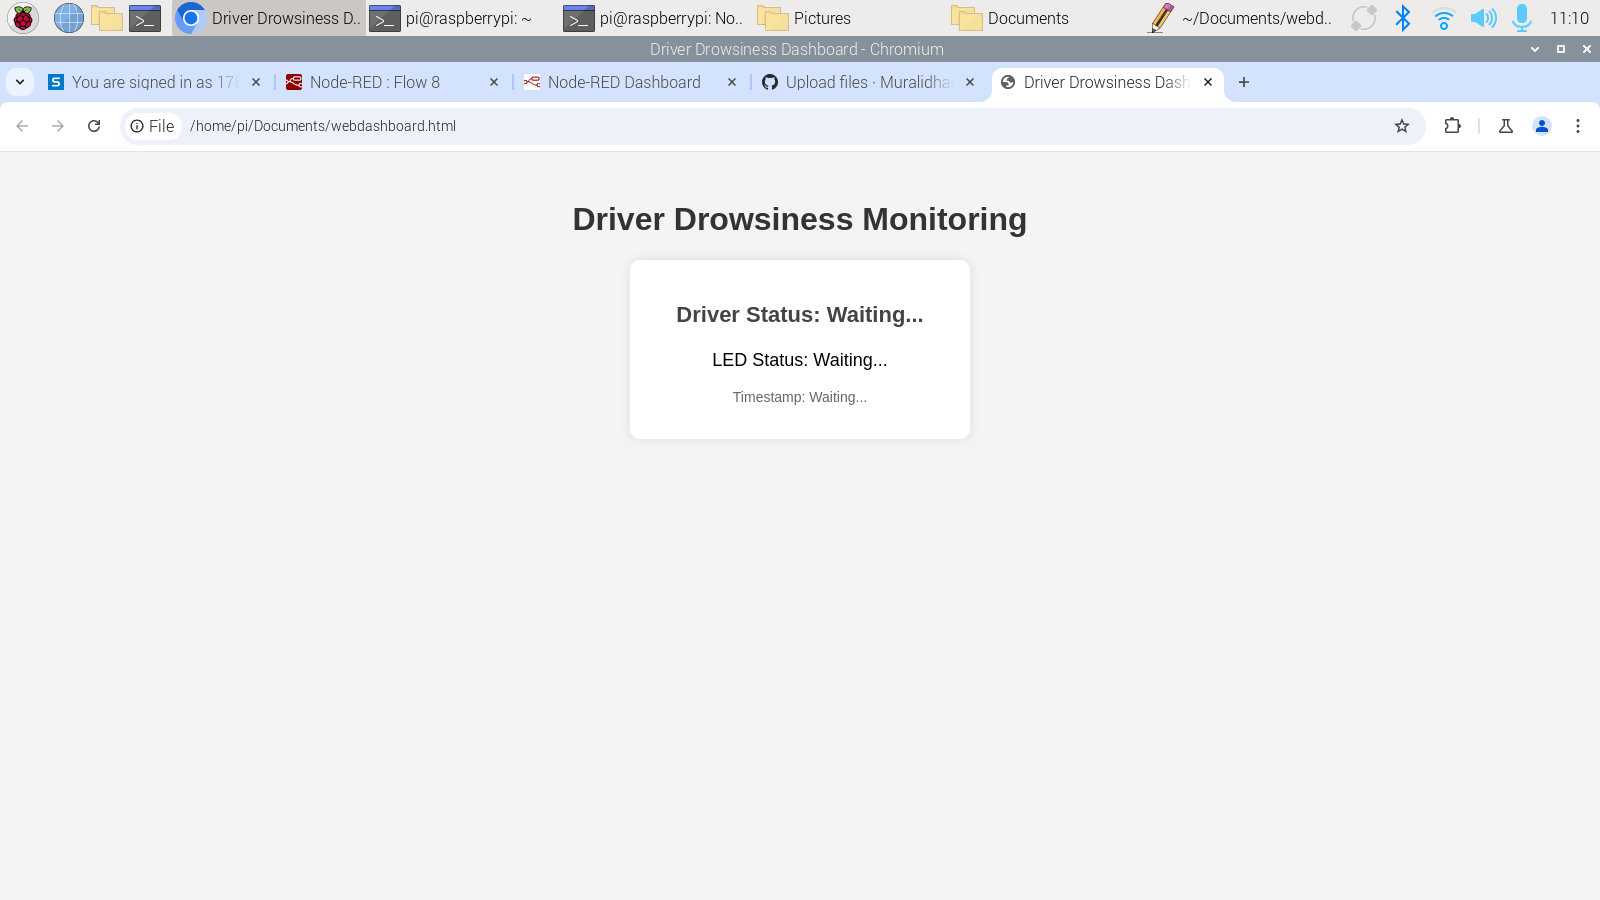 Driver Drowsiness D..
pi@raspberrypi: ~
pi@raspberrypi: No..
Pictures
Documents
~/Documents/webd..
11:10
Driver Drowsiness Dashboard - Chromium
You are signed in as 178
Node-RED : Flow 8
Node-RED Dashboard
Upload files · Muralidha
Driver Drowsiness Dash
File
/home/pi/Documents/webdashboard.html
Driver Drowsiness Monitoring
Driver Status: Waiting...
LED Status: Waiting...
Timestamp: Waiting...